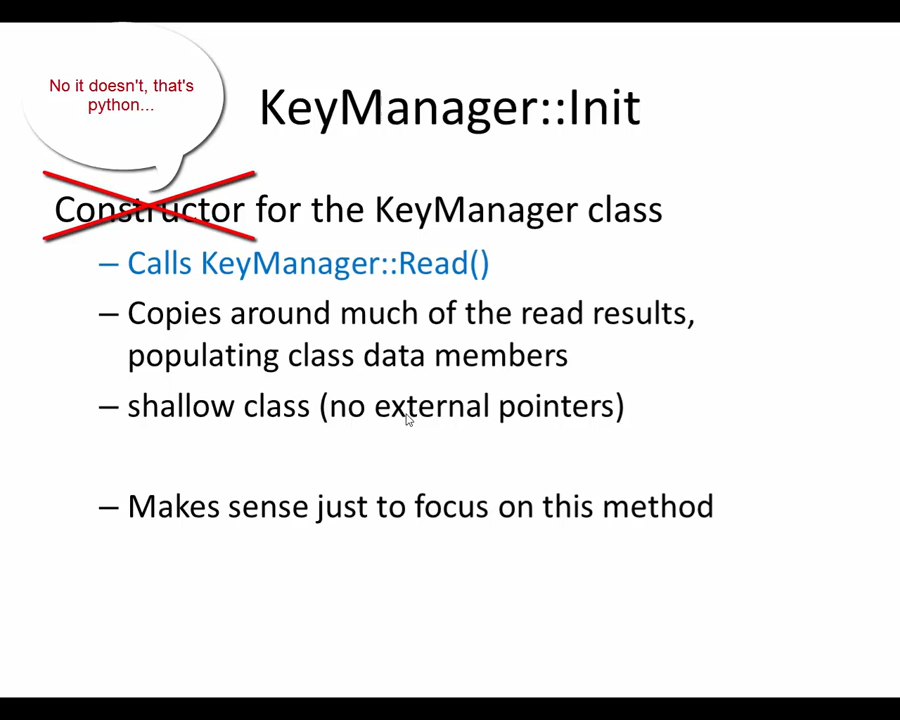 No it doesn't, that's
python...
KeyManager::Init
Constructor for the KeyManager class
– Calls KeyManager::Read()
– Copies around much of the read results,
populating class data members
– shallow class (no external pointers)
– Makes sense just to focus on this method